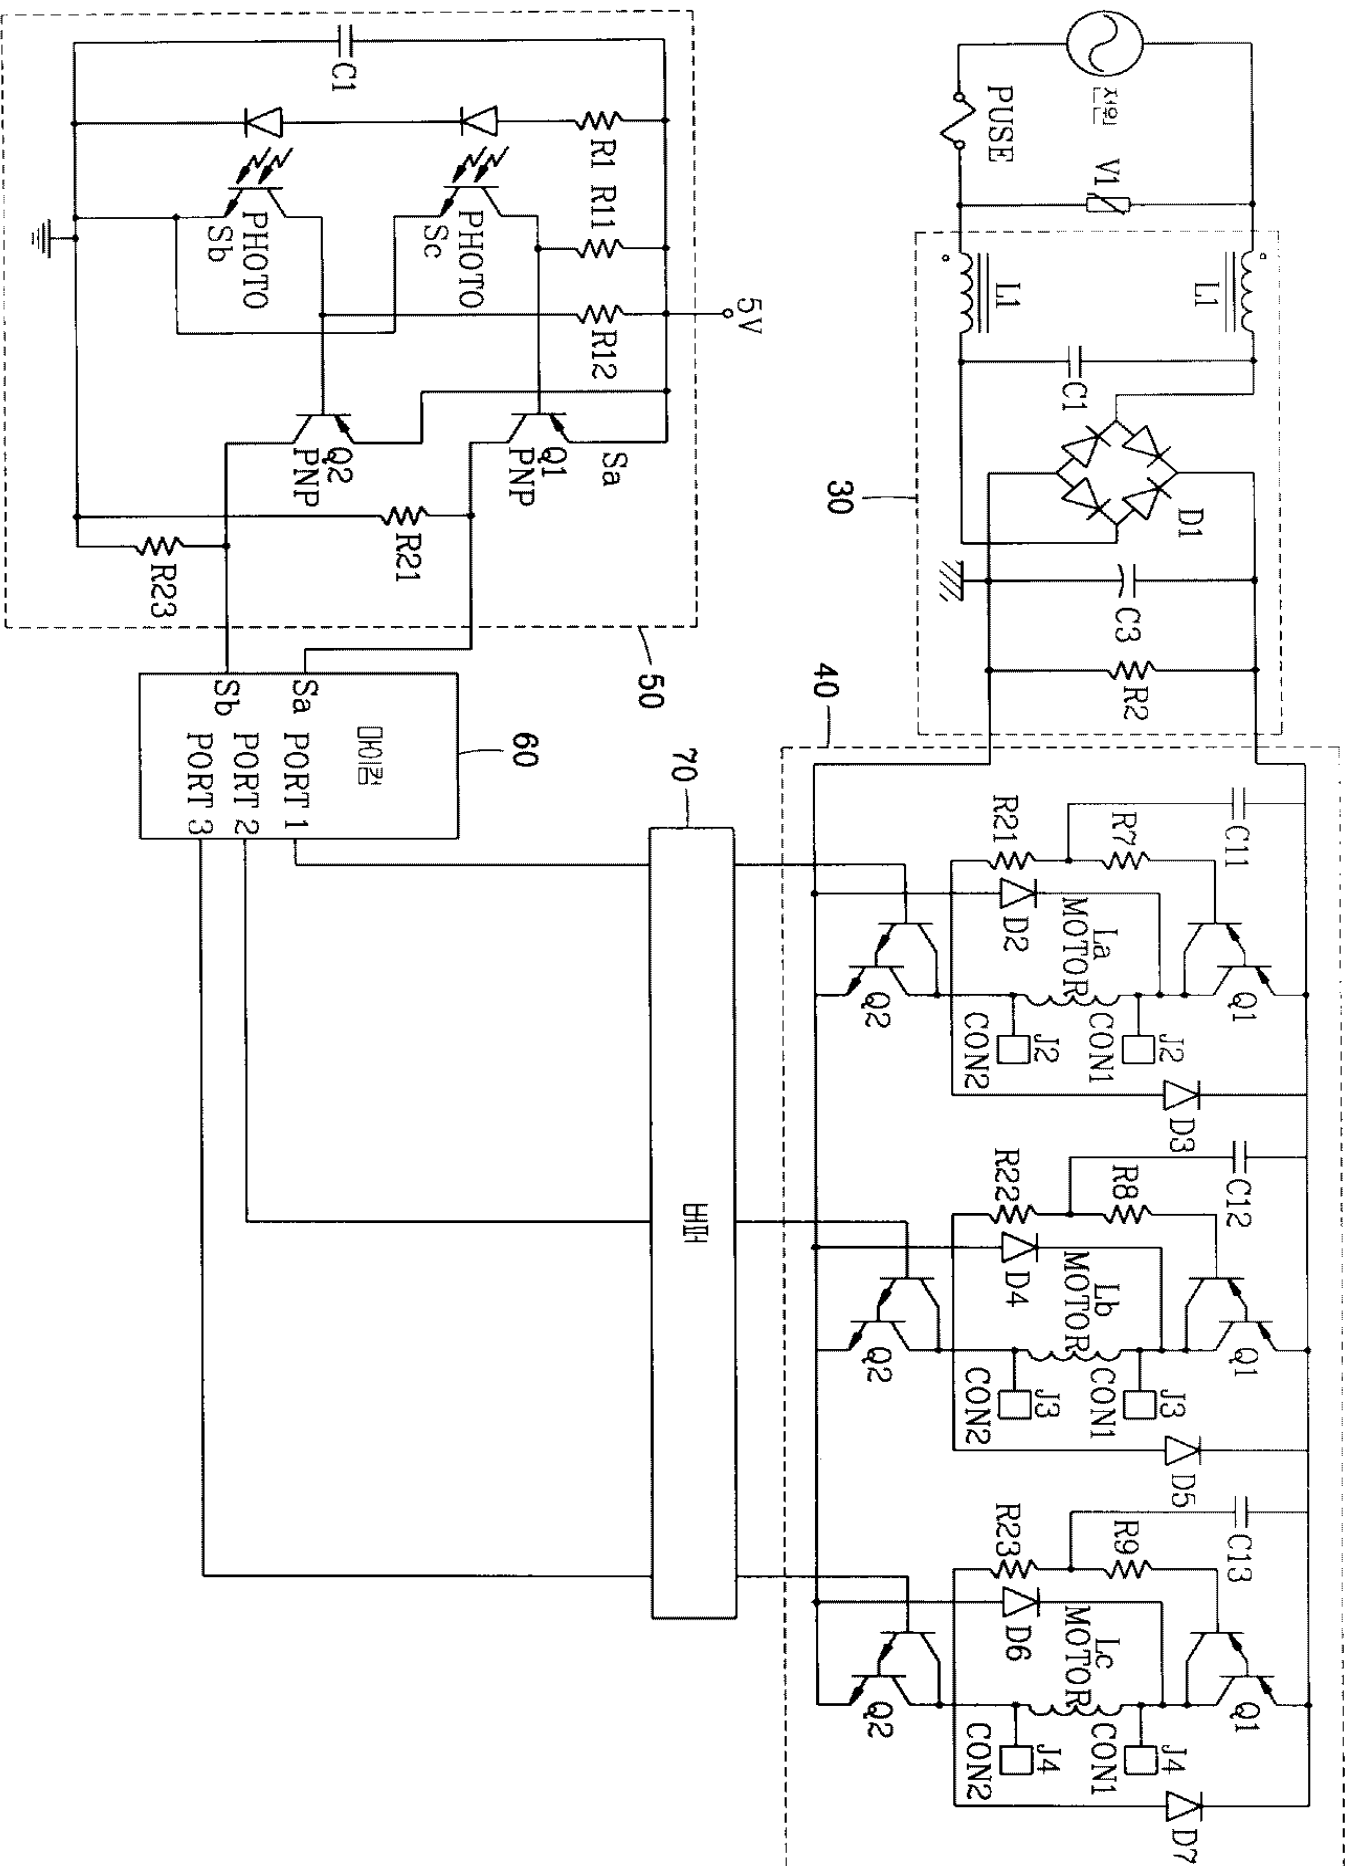 전원
PUSE
V1
L1
L1
C1
D1
C3
R2
30
40
C11
R7
R21
D2
La
MOTOR
Q1
Q2
J2
CON1
J2
CON2
D3
C12
R8
R22
D4
Lb
MOTOR
Q1
Q2
J3
CON1
J3
CON2
D5
C13
R9
R23
D6
Lc
MOTOR
Q1
Q2
J4
CON1
J4
CON2
D7
5V
C1
R1
R11
R12
PHOTO
Sc
PHOTO
Sb
Sa
Q1
PNP
Q2
PNP
R21
R23
50
60
마이컴
Sa PORT 1
Sb PORT 2
PORT 3
70
버퍼